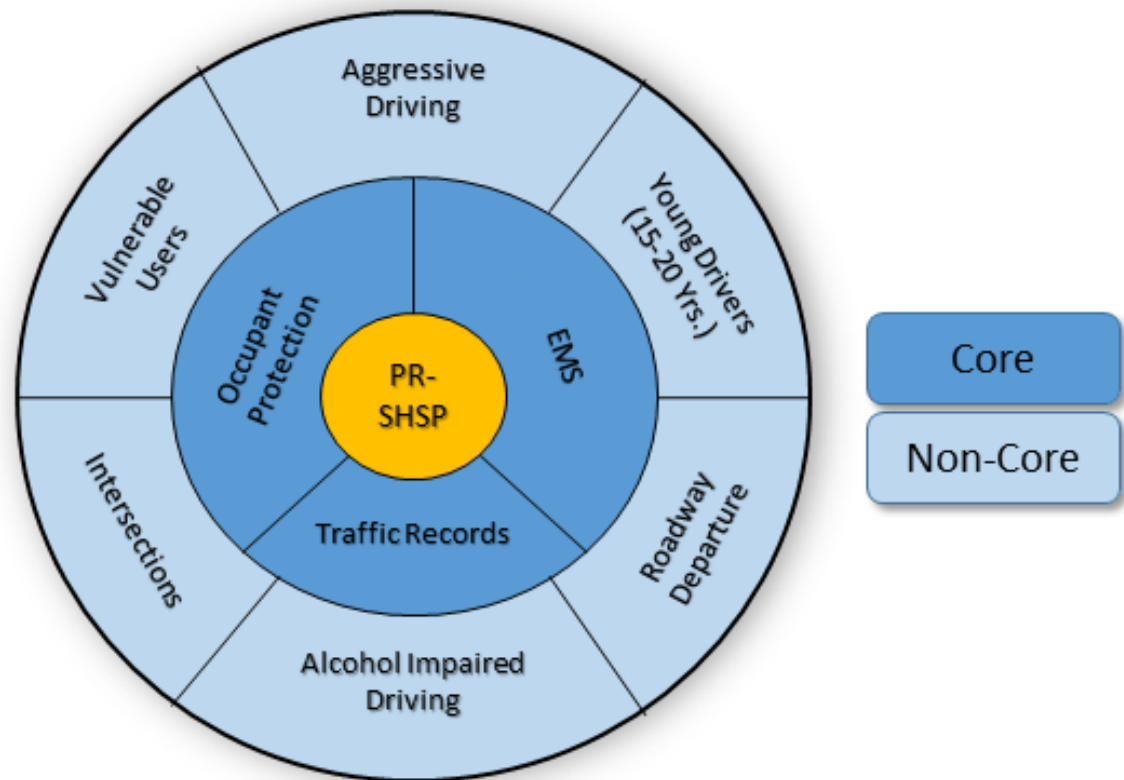 Aggressive
Driving
Young Drivers
(15-20 Yrs.)
Vulnerable
Users
Occupant
Protection
EMS
PR-
SHSP
Core
Non-Core
Intersections
Traffic Records
Roadway
Departure
Alcohol Impaired
Driving